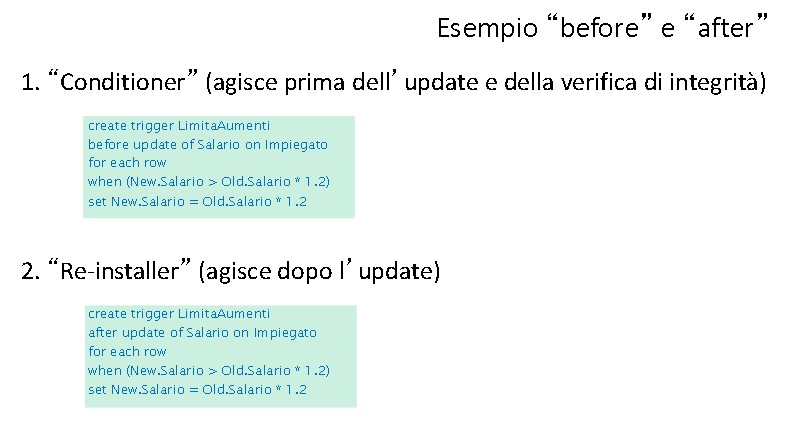 Esempio “before” e “after”
1. “Conditioner” (agisce prima dell’ update e della verifica di integrità)
create trigger LimitaAumenti
before update of Salario on Impiegato
for each row
when (New.Salario > Old.Salario * 1.2)
set New.Salario = Old.Salario * 1.2
2. “Re-installer” (agisce dopo l’ update)
create trigger LimitaAumenti
after update of Salario on Impiegato
for each row
when (New.Salario > Old.Salario * 1.2)
set New.Salario = Old.Salario * 1.2